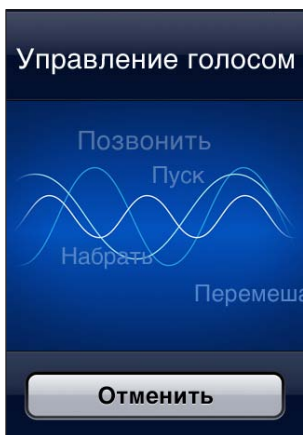 Управление голосом
Позвонить
Пуск
Набрать
Перемеша
Отменить